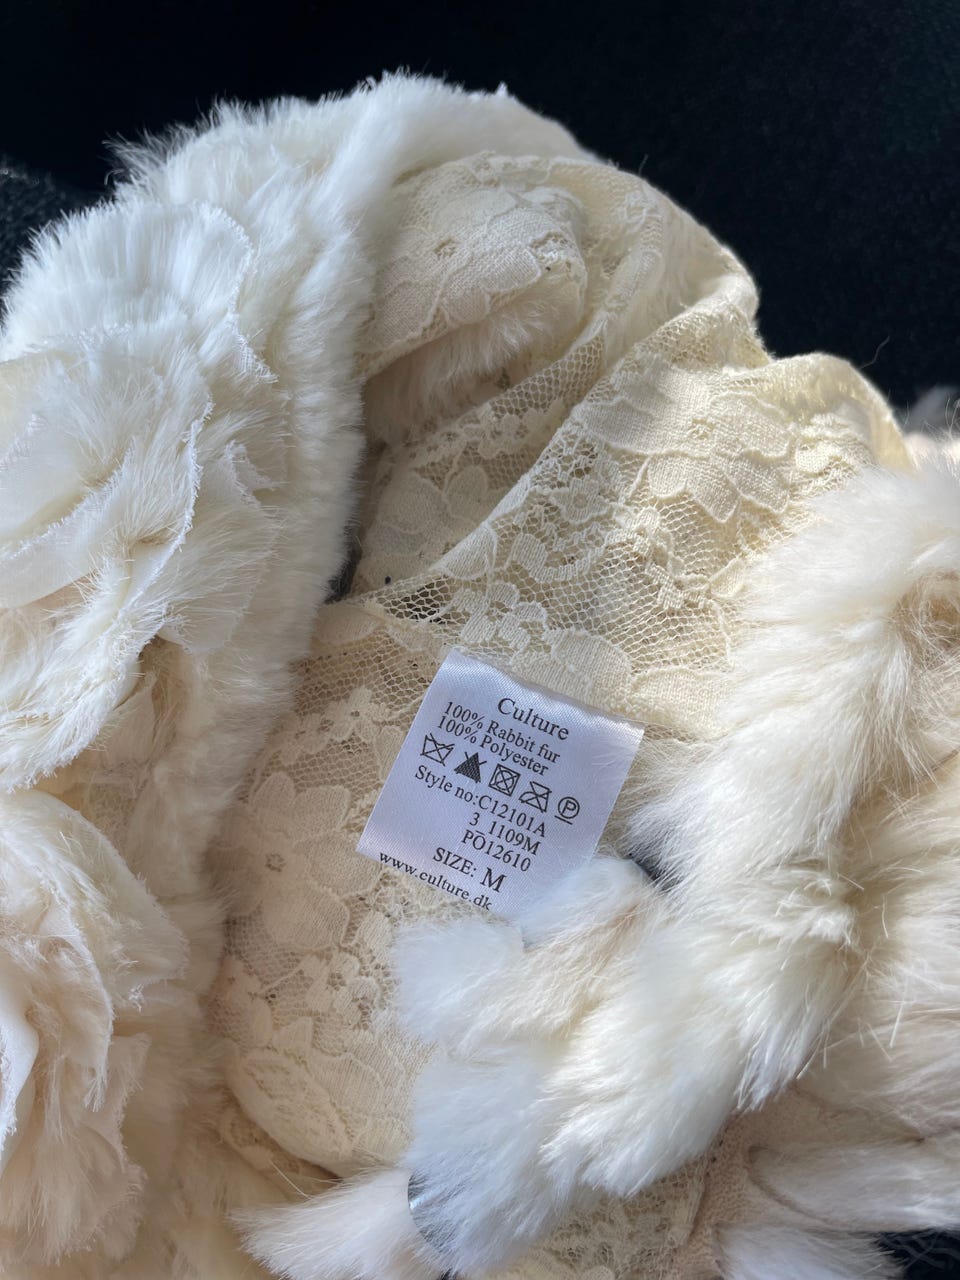 Culture
100% Rabbit fur
100% Polyester
P
Style no:C12101A
3 1109M
PO12610
SIZE: M
www.culture.dk